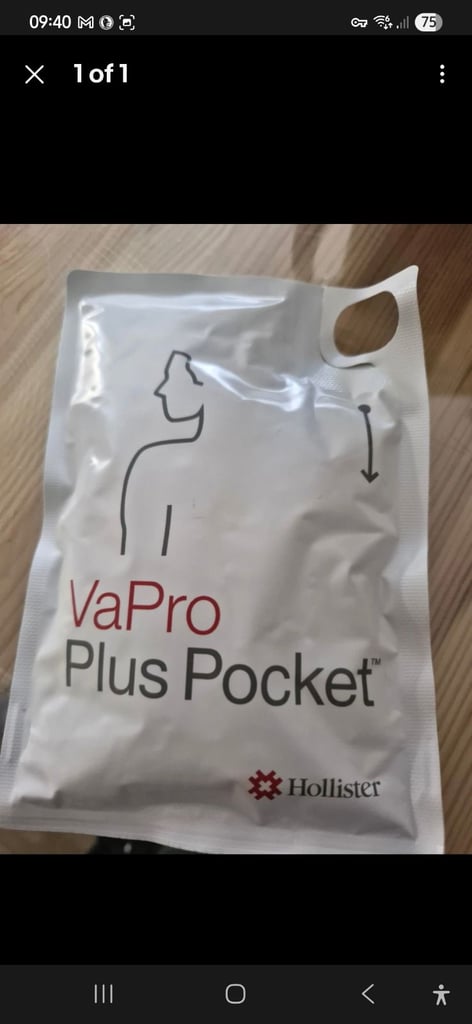 09:40
75
1 of 1
VaPro
Plus Pocket™
Hollister